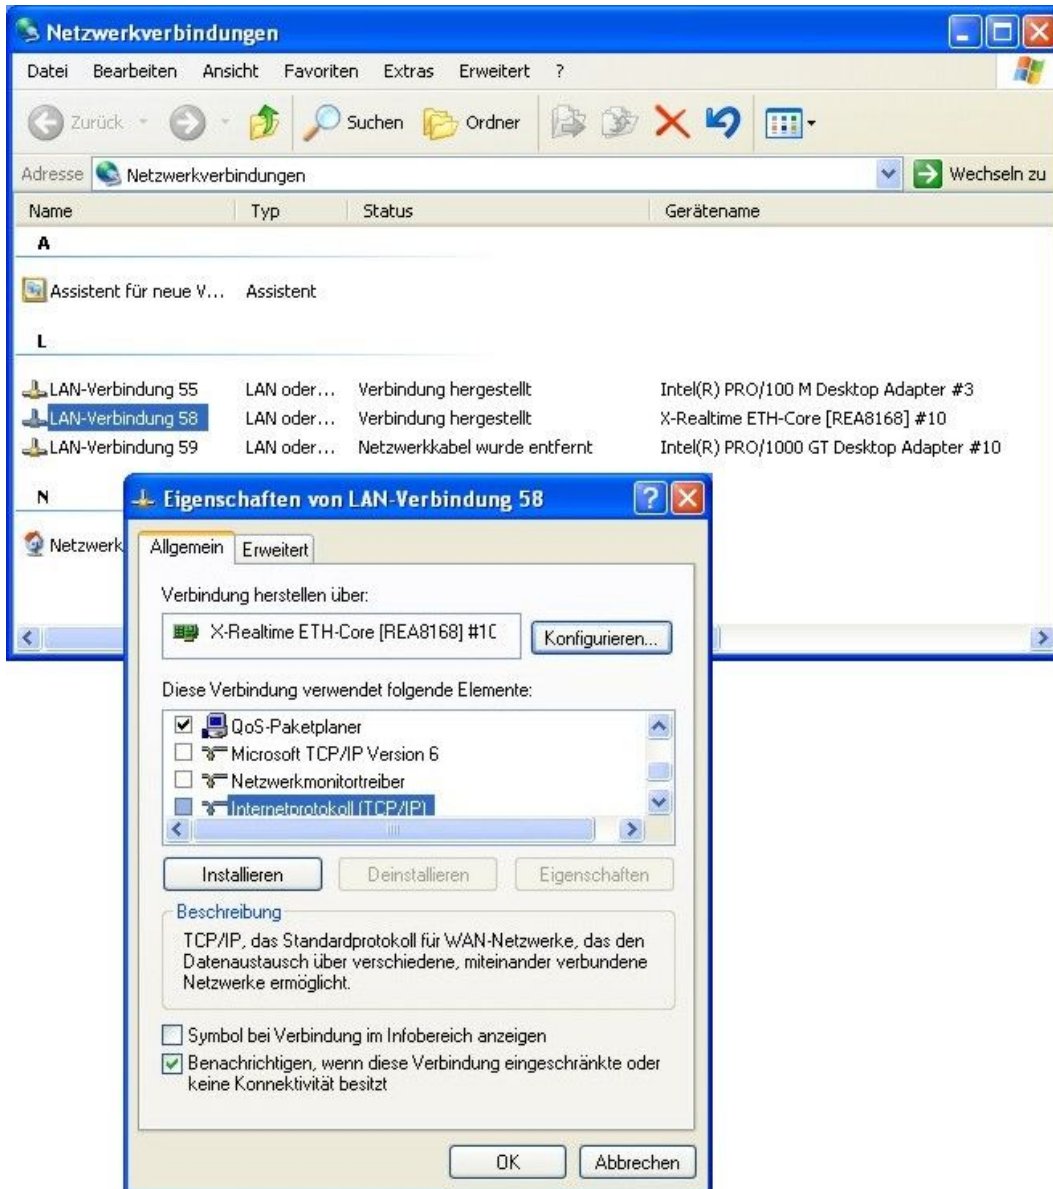 Netzwerkverbindungen
Datei Bearbeiten Ansicht Favoriten Extras Erweitert ?
Zurück Suchen Ordner
Adresse Netzwerkverbindungen Wechseln zu
Name Typ Status Gerätename
A
Assistent für neue V... Assistent
L
LAN-Verbindung 55 LAN oder... Verbindung hergestellt Intel(R) PRO/100 M Desktop Adapter #3
LAN-Verbindung 58 LAN oder... Verbindung hergestellt X-Realtime ETH-Core [REA8168] #10
LAN-Verbindung 59 LAN oder... Netzwerkkabel wurde entfernt Intel(R) PRO/1000 GT Desktop Adapter #10
N
Netzwerk
Eigenschaften von LAN-Verbindung 58
Allgemein Erweitert
Verbindung herstellen über:
X-Realtime ETH-Core [REA8168] #10 Konfigurieren...
Diese Verbindung verwendet folgende Elemente:
QoS-Paketplaner
Microsoft TCP/IP Version 6
Netzwerkmonitortreiber
Internetprotokoll (TCP/IP)
Installieren Deinstallieren Eigenschaften
Beschreibung
TCP/IP, das Standardprotokoll für WAN-Netzwerke, das den
Datenaustausch über verschiedene, miteinander verbundene
Netzwerke ermöglicht.
Symbol bei Verbindung im Infobereich anzeigen
Benachrichtigen, wenn diese Verbindung eingeschränkte oder
keine Konnektivität besitzt
OK Abbrechen